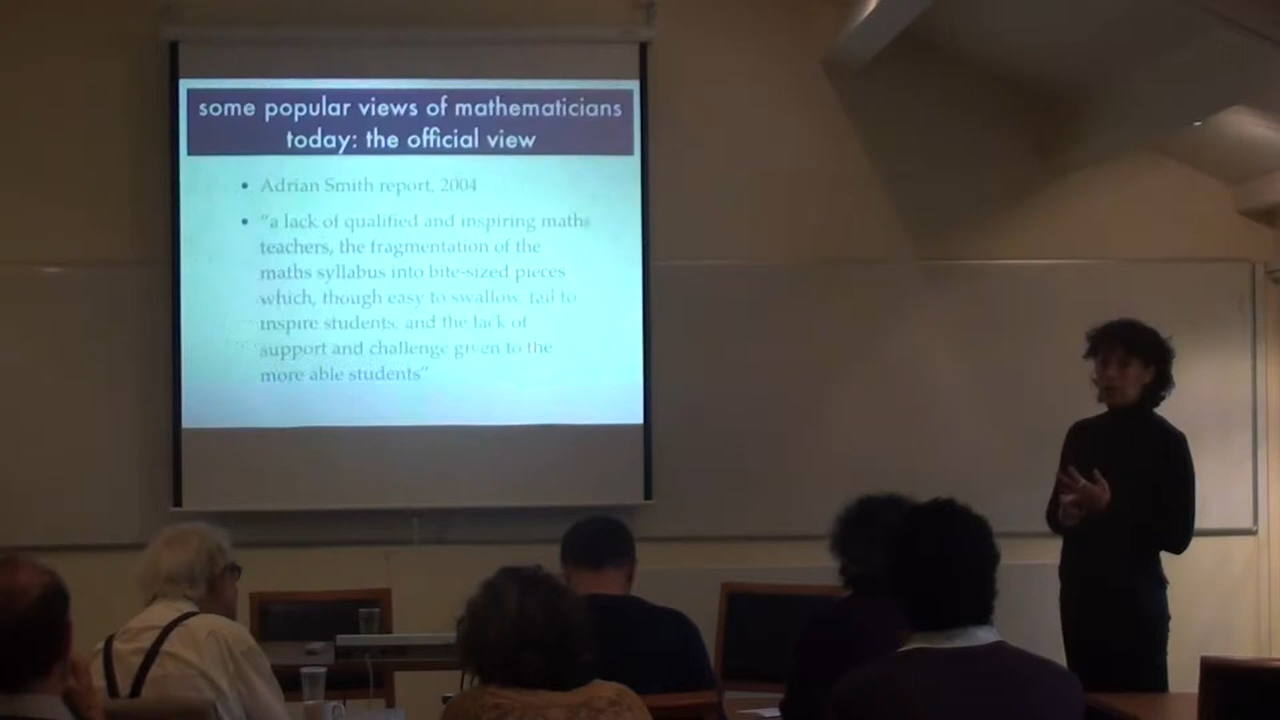 some popular views of mathematicians
today: the official view
• Adrian Smith report, 2004
• “a lack of qualified and inspiring maths
teachers, the fragmentation of the
maths syllabus into bite-sized pieces
which, though easy to swallow, fail to
inspire students, and the lack of
support and challenge given to the
more able students”